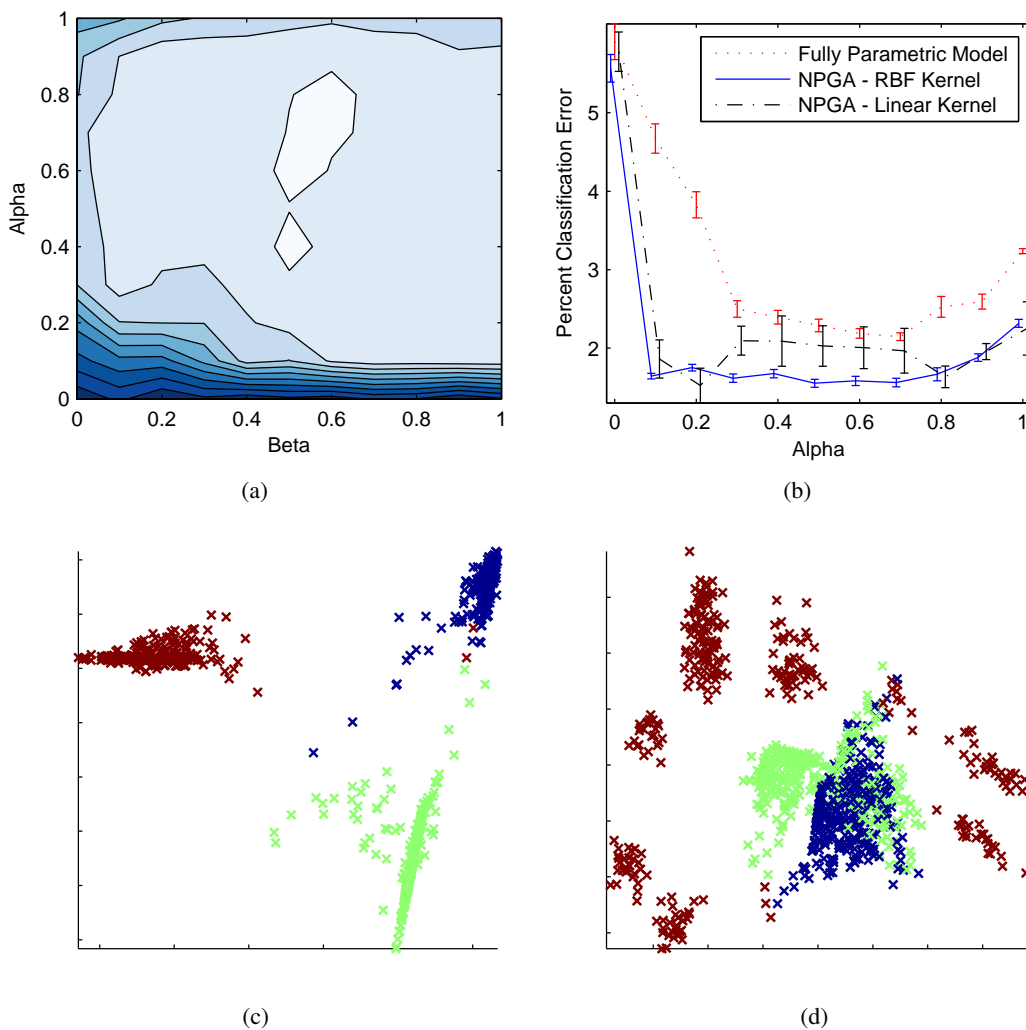 1
0.8
0.6
0.4
0.2
0
Alpha
0
0.2
0.4
0.6
0.8
1
Beta
(a)
Fully Parametric Model
NPGA - RBF Kernel
NPGA - Linear Kernel
5
4
3
2
Percent Classification Error
0
0.2
0.4
0.6
0.8
1
Alpha
(b)
(c)
(d)